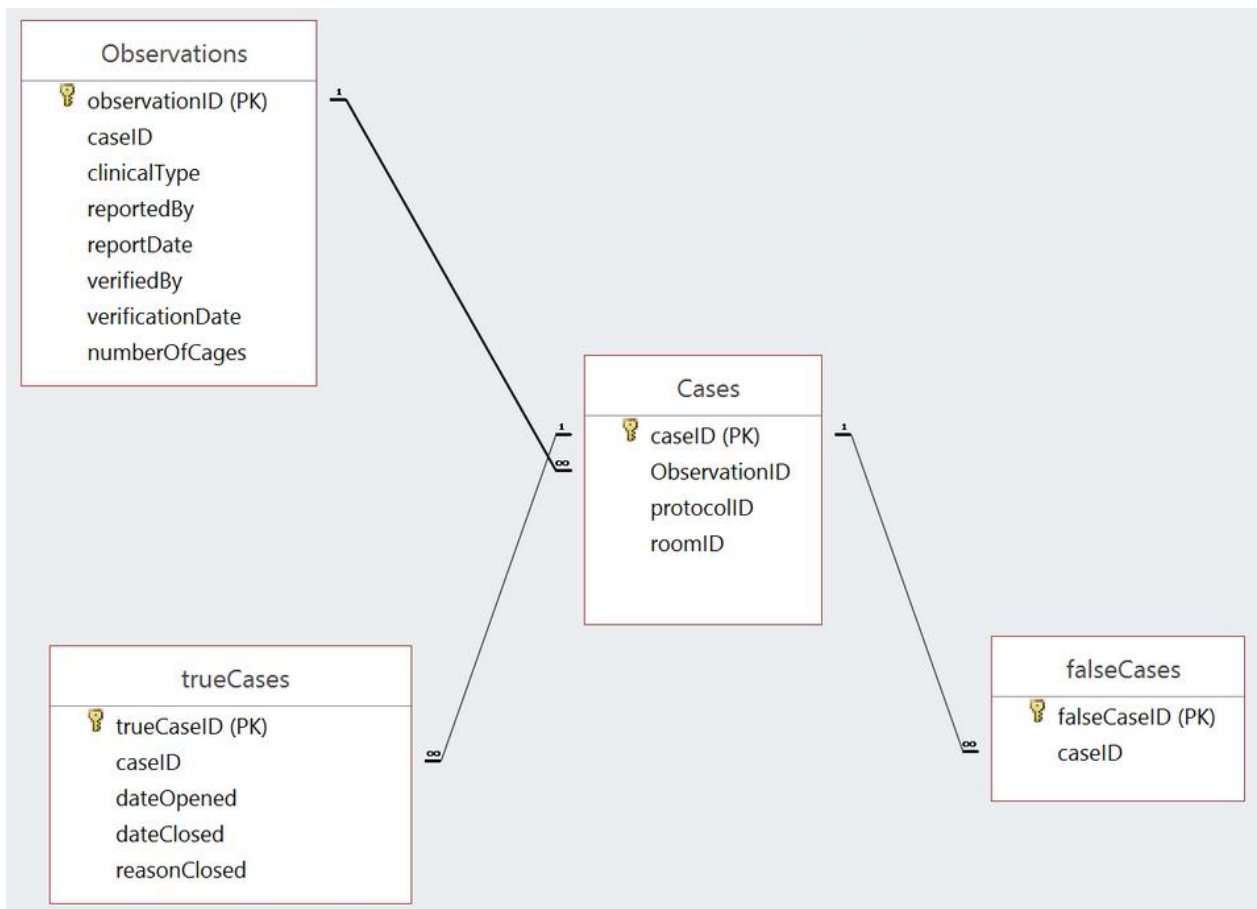 Observations
observationID (PK)
caseID
clinicalType
reportedBy
reportDate
verifiedBy
verificationDate
numberOfCages
1
Cases
caseID (PK)
ObservationID
protocolID
roomID
1
∞
1
trueCases
trueCaseID (PK)
caseID
dateOpened
dateClosed
reasonClosed
∞
falseCases
falseCaseID (PK)
caseID
∞